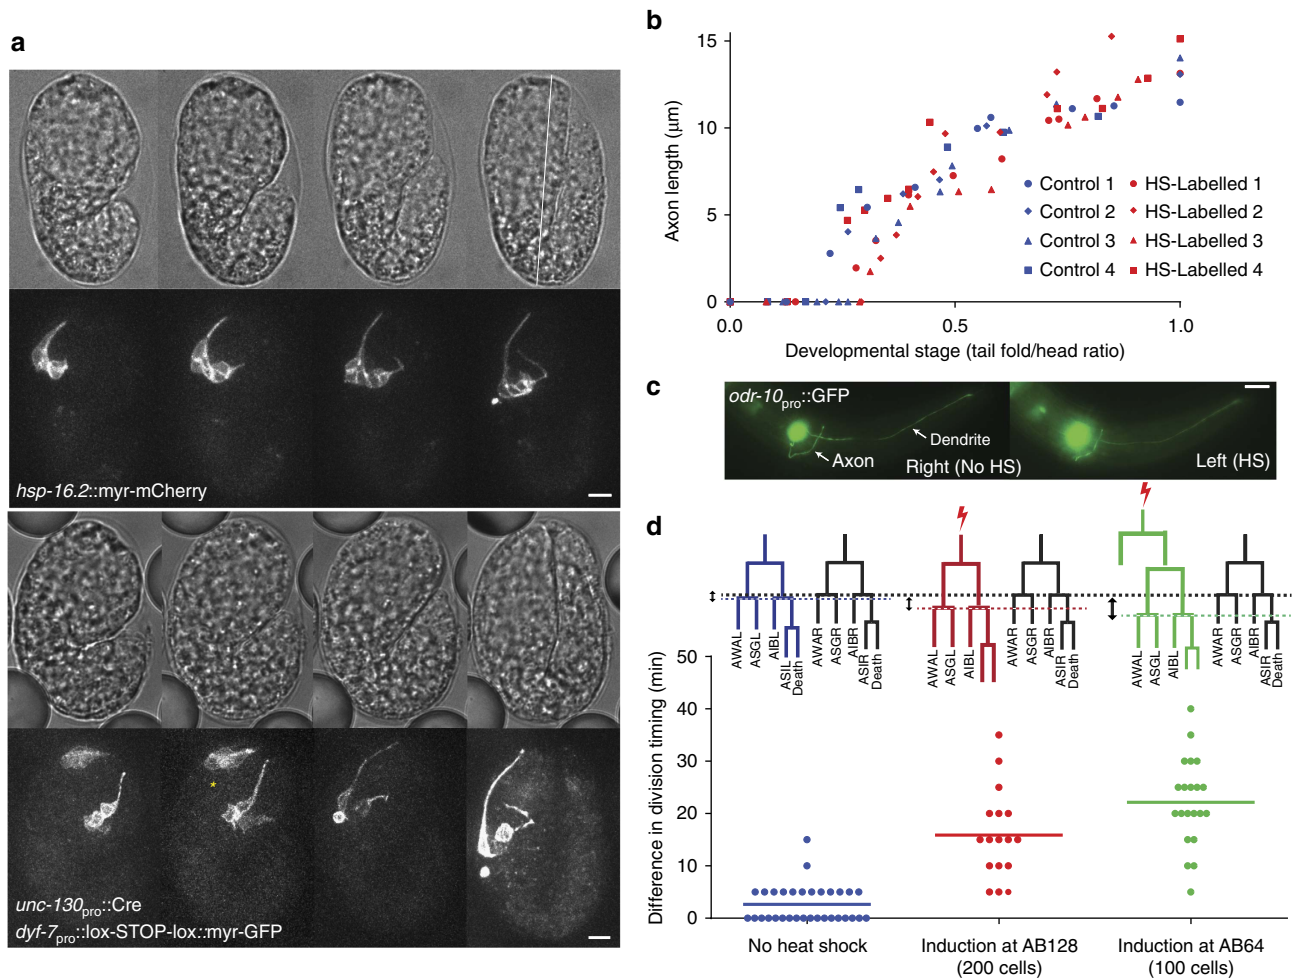 a
hsp-16.2::myr-mCherry
unc-130pro::Cre
dyf-7pro::lox-STOP-lox::myr-GFP
*
b
Axon length (μm)
15
10
5
0
0.0
0.5
1.0
Developmental stage (tail fold/head ratio)
Control 1
HS-Labelled 1
Control 2
HS-Labelled 2
Control 3
HS-Labelled 3
Control 4
HS-Labelled 4
c
odr-10pro::GFP
Dendrite
Axon
Right (No HS)
Left (HS)
d
AWAL
ASGL
AIBL
ASIL
Death
AWAR
ASGR
AIBR
ASIR
Death
AWAL
ASGL
AIBL
AWAR
ASGR
AIBR
ASIR
Death
AWAL
ASGL
AIBL
AWAR
ASGR
AIBR
ASIR
Death
Difference in division timing (min)
50
40
30
20
10
0
No heat shock
Induction at AB128
(200 cells)
Induction at AB64
(100 cells)